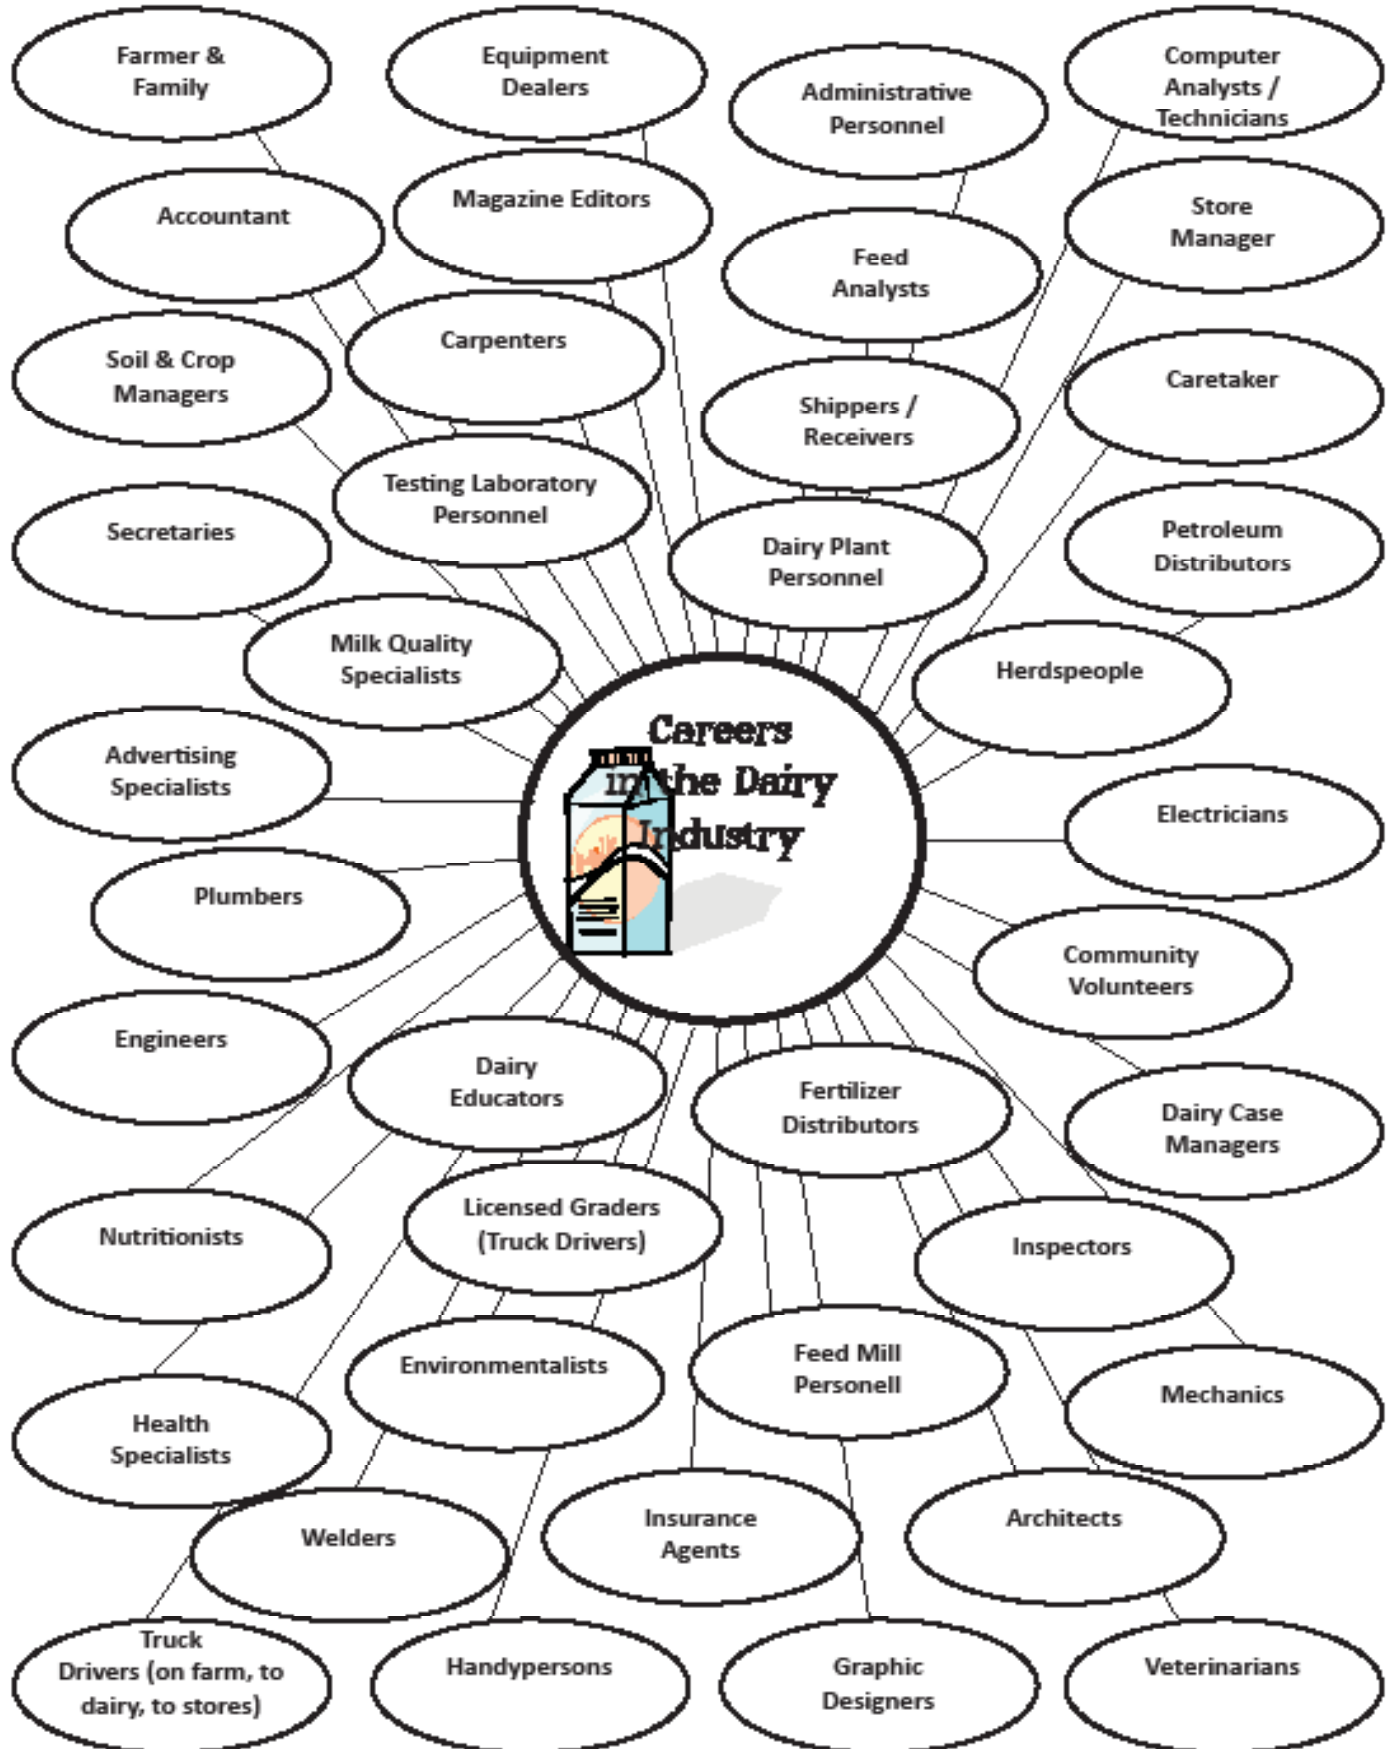 Farmer &
Family
Equipment
Dealers
Administrative
Personnel
Computer
Analysts /
Technicians
Accountant
Magazine Editors
Feed
Analysts
Store
Manager
Soil & Crop
Managers
Carpenters
Shippers /
Receivers
Caretaker
Secretaries
Testing Laboratory
Personnel
Dairy Plant
Personnel
Petroleum
Distributors
Milk Quality
Specialists
Herdspeople
Advertising
Specialists
Careers
in the Dairy
Industry
Electricians
Plumbers
Community
Volunteers
Engineers
Dairy
Educators
Fertilizer
Distributors
Dairy Case
Managers
Nutritionists
Licensed Graders
(Truck Drivers)
Inspectors
Health
Specialists
Environmentalists
Feed Mill
Personell
Mechanics
Welders
Insurance
Agents
Architects
Truck
Drivers (on farm, to
dairy, to stores)
Handypersons
Graphic
Designers
Veterinarians